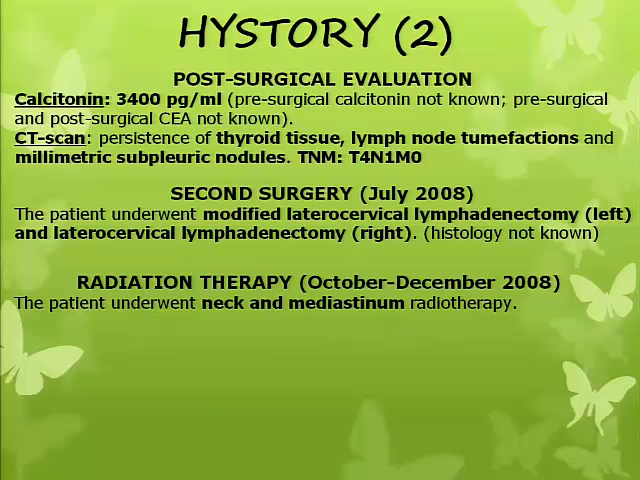 HYSTORY (2)
POST-SURGICAL EVALUATION
Calcitonin: 3400 pg/ml (pre-surgical calcitonin not known; pre-surgical
and post-surgical CEA not known).
CT-scan: persistence of thyroid tissue, lymph node tumefactions and
millimetric subpleuric nodules. TNM: T4N1M0
SECOND SURGERY (July 2008)
The patient underwent modified laterocervical lymphadenectomy (left)
and laterocervical lymphadenectomy (right). (histology not known)
RADIATION THERAPY (October-December 2008)
The patient underwent neck and mediastinum radiotherapy.